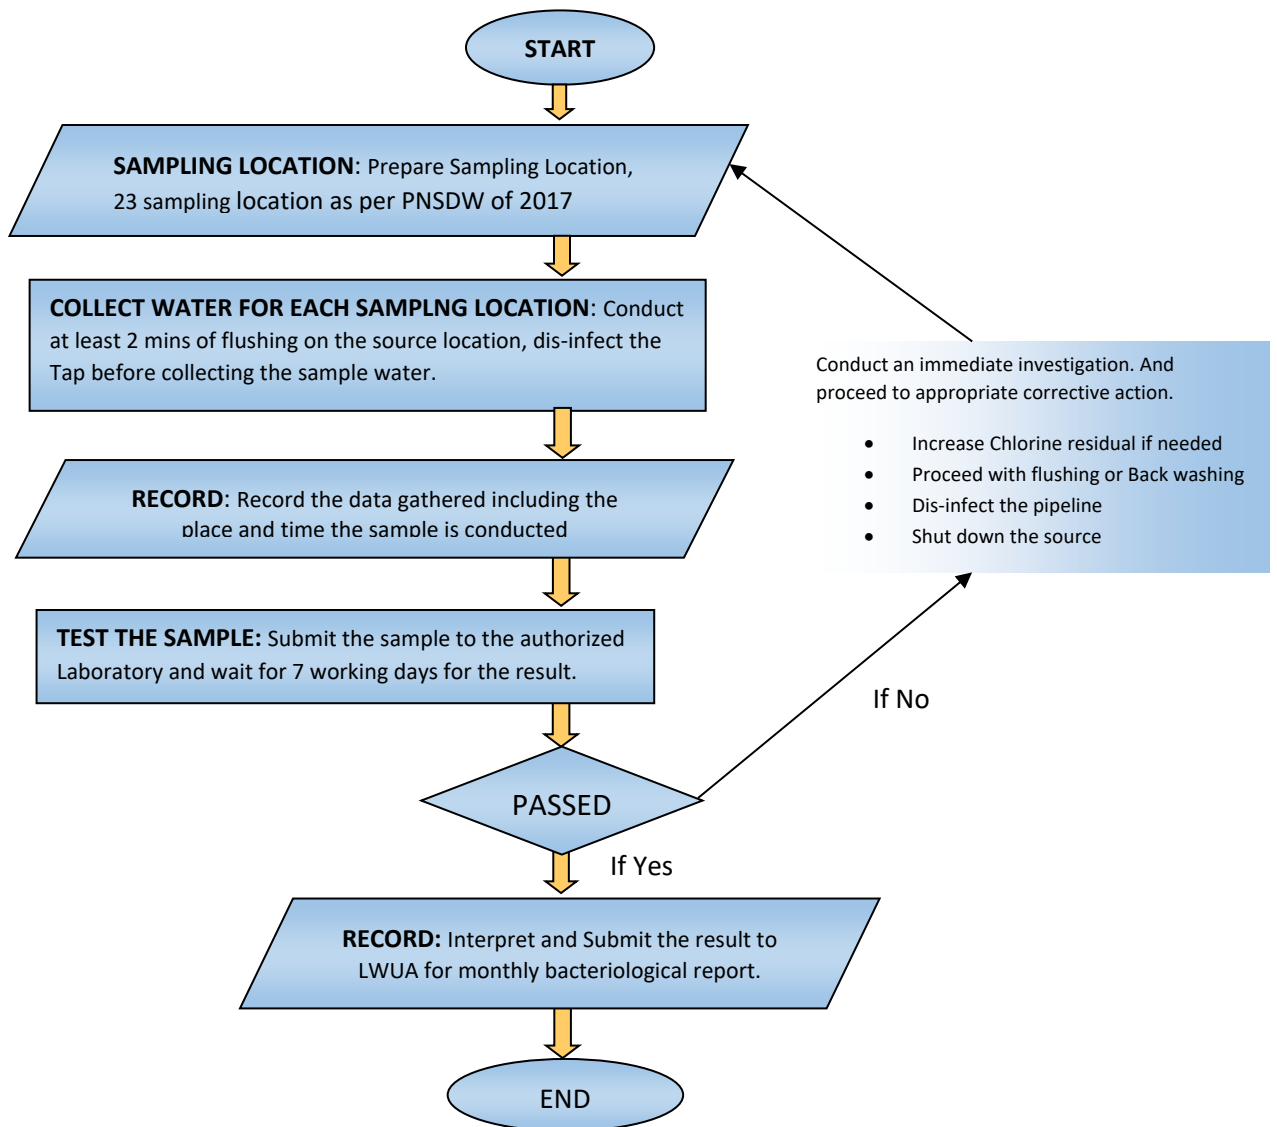 START
SAMPLING LOCATION: Prepare Sampling Location,
23 sampling location as per PNSDW of 2017
COLLECT WATER FOR EACH SAMPLNG LOCATION: Conduct
at least 2 mins of flushing on the source location, dis-infect the
Tap before collecting the sample water.
RECORD: Record the data gathered including the
place and time the sample is conducted
TEST THE SAMPLE: Submit the sample to the authorized
Laboratory and wait for 7 working days for the result.
PASSED
If No
Conduct an immediate investigation. And
proceed to appropriate corrective action.
• Increase Chlorine residual if needed
• Proceed with flushing or Back washing
• Dis-infect the pipeline
• Shut down the source
If Yes
RECORD: Interpret and Submit the result to
LWUA for monthly bacteriological report.
END